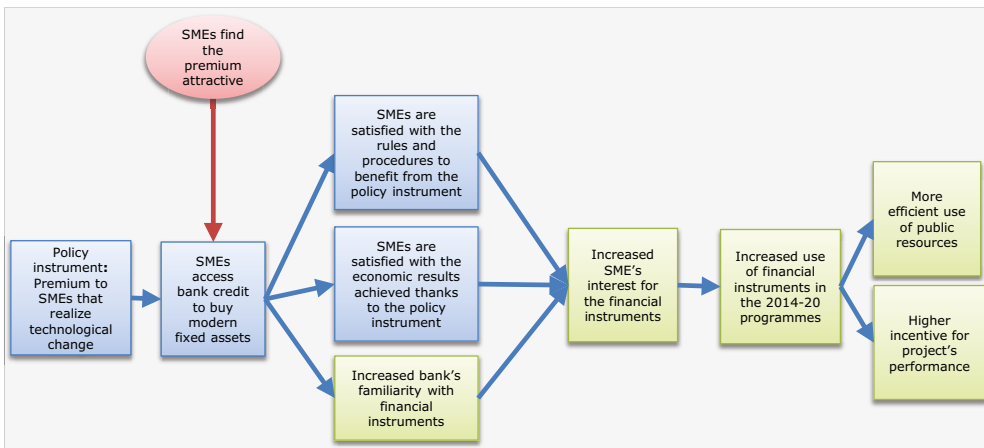 SMEs find
the
premium
attractive
Policy
instrument:
Premium to
SMEs that
realize
technological
change
SMEs
access
bank credit
to buy
modern
fixed assets
SMEs are
satisfied with the
rules and
procedures to
benefit from the
policy instrument
SMEs are
satisfied with the
economic results
achieved thanks
to the policy
instrument
Increased bank's
familiarity with
financial
instruments
Increased
SME's
interest for
the financial
instruments
Increased use
of financial
instruments in
the 2014-20
programmes
More
efficient use
of public
resources
Higher
incentive for
project's
performance